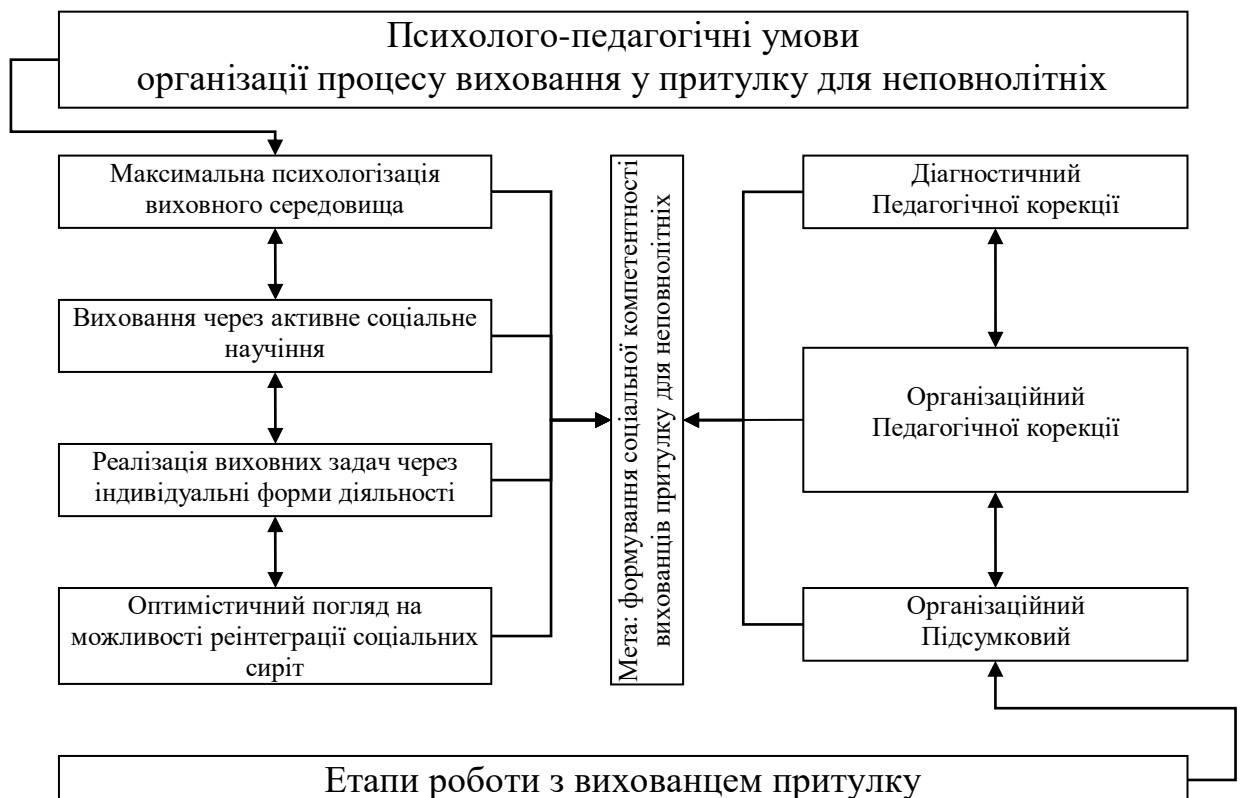 Психолого-педагогічні умови
організації процесу виховання у притулку для неповнолітніх
Максимальна психологізація
виховного середовища
Виховання через активне соціальне
научіння
Реалізація виховних задач через
індивідуальні форми діяльності
Оптимістичний погляд на
можливості реінтеграції соціальних
сиріт
Мета: формування соціальної компетентності
вихованців притулку для неповнолітніх
Діагностичний
Педагогічної корекції
Організаційний
Педагогічної корекції
Організаційний
Підсумковий
Етапи роботи з вихованцем притулку